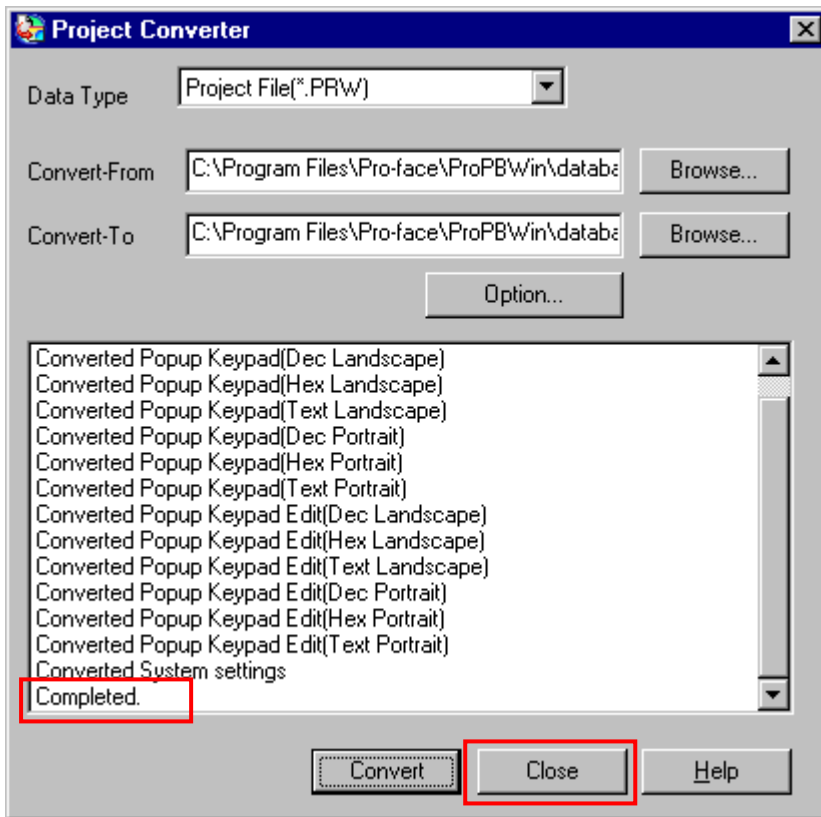 Project Converter
Data Type Project File(*.PRW)
Convert-From C:\Program Files\Pro-face\ProPBWin\databa Browse...
Convert-To C:\Program Files\Pro-face\ProPBWin\databa Browse...
Option...
Converted Popup Keypad(Dec Landscape)
Converted Popup Keypad(Hex Landscape)
Converted Popup Keypad(Text Landscape)
Converted Popup Keypad(Dec Portrait)
Converted Popup Keypad(Hex Portrait)
Converted Popup Keypad(Text Portrait)
Converted Popup Keypad Edit(Dec Landscape)
Converted Popup Keypad Edit(Hex Landscape)
Converted Popup Keypad Edit(Text Landscape)
Converted Popup Keypad Edit(Dec Portrait)
Converted Popup Keypad Edit(Hex Portrait)
Converted Popup Keypad Edit(Text Portrait)
Converted System settings
Completed.
Convert Close Help